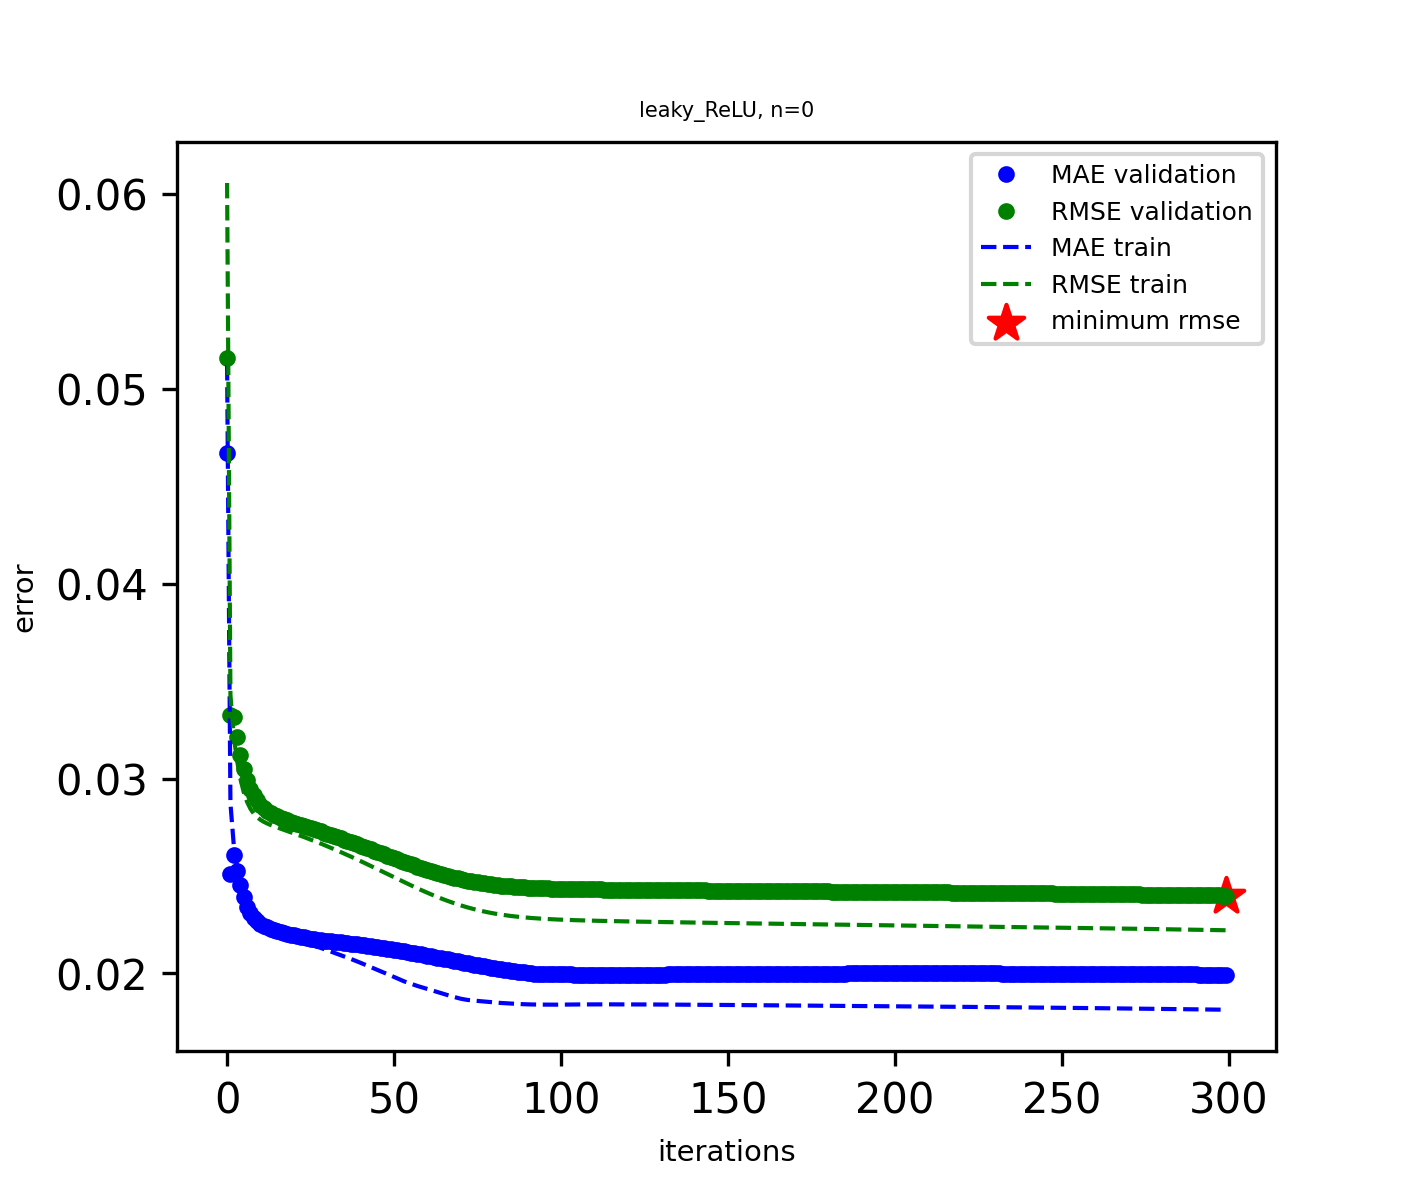 leaky_ReLU, n=0
MAE validation
RMSE validation
MAE train
RMSE train
minimum rmse
0.06
0.05
0.04
0.03
0.02
error
0 50 100 150 200 250 300
iterations